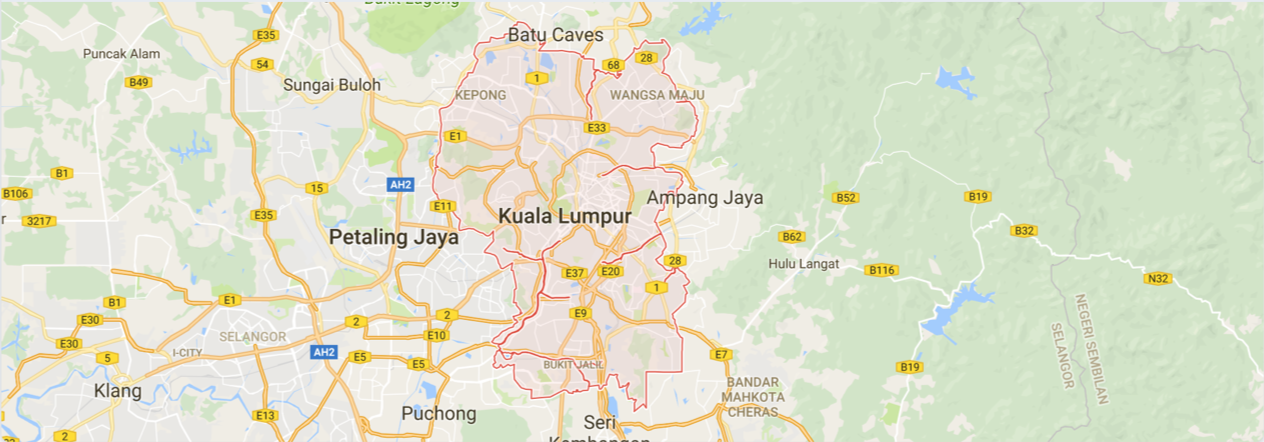 Bukit Lagong
E35
Batu Caves
Puncak Alam
28
54
68
B49
Sungai Buloh
1
KEPONG
WANGSA MAJU
E33
E1
B1
15
AH2
B106
Ampang Jaya
B52
B19
E11
E35
Kuala Lumpur
3217
r
B62
B32
Petaling Jaya
28
Hulu Langat
B116
E37
E20
N32
1
B1
E1
E9
2
2
E30
SELANGOR
E10
E30
I-CITY
AH2
5
E5
E5
E7
BUKIT JALIL
B19
SELANGOR
NEGERI SEMBILAN
Klang
BANDAR
MAHKOTA
CHERAS
Puchong
E13
Seri
Kembangan
2